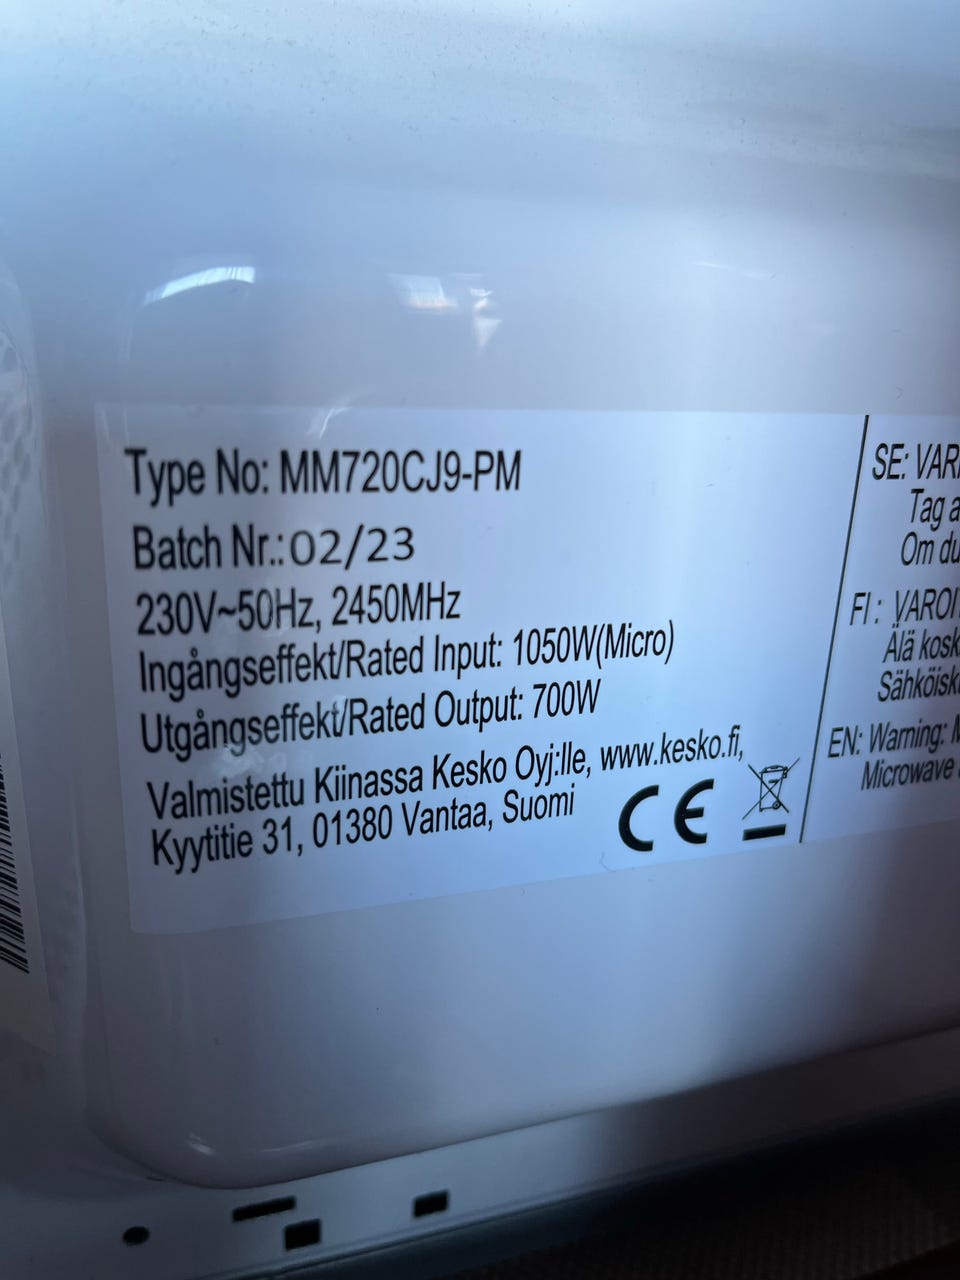 Type No: MM720CJ9-PM
Batch Nr.: 02/23
230V~50Hz, 2450MHz
Ingångseffekt/Rated Input: 1050W(Micro)
Utgångseffekt/Rated Output: 700W
Valmistettu Kiinassa Kesko Oyj:lle, www.kesko.fi,
Kyytitie 31, 01380 Vantaa, Suomi
CE
SE:
Tag
Om
FI:
Älä
EN: Warning:
Microwave